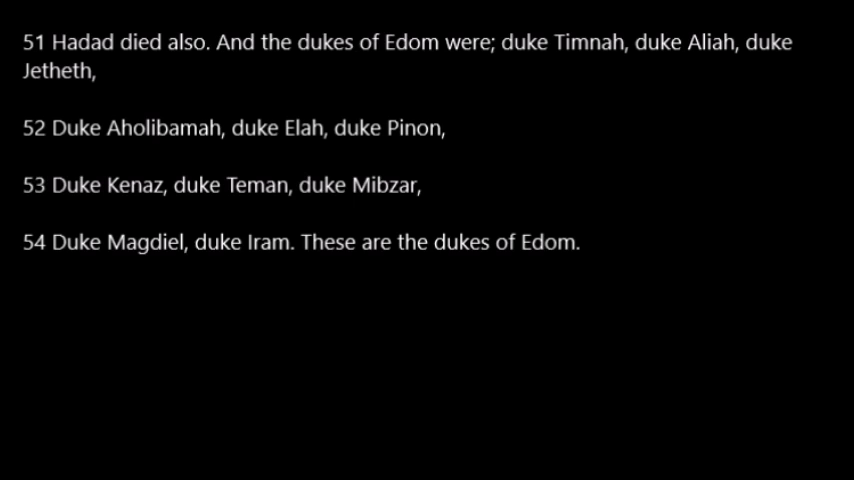 51 Hadad died also. And the dukes of Edom were; duke Timnah, duke Aliah, duke
Jetheth,
52 Duke Aholibamah, duke Elah, duke Pinon,
53 Duke Kenaz, duke Teman, duke Mibzar,
54 Duke Magdiel, duke Iram. These are the dukes of Edom.